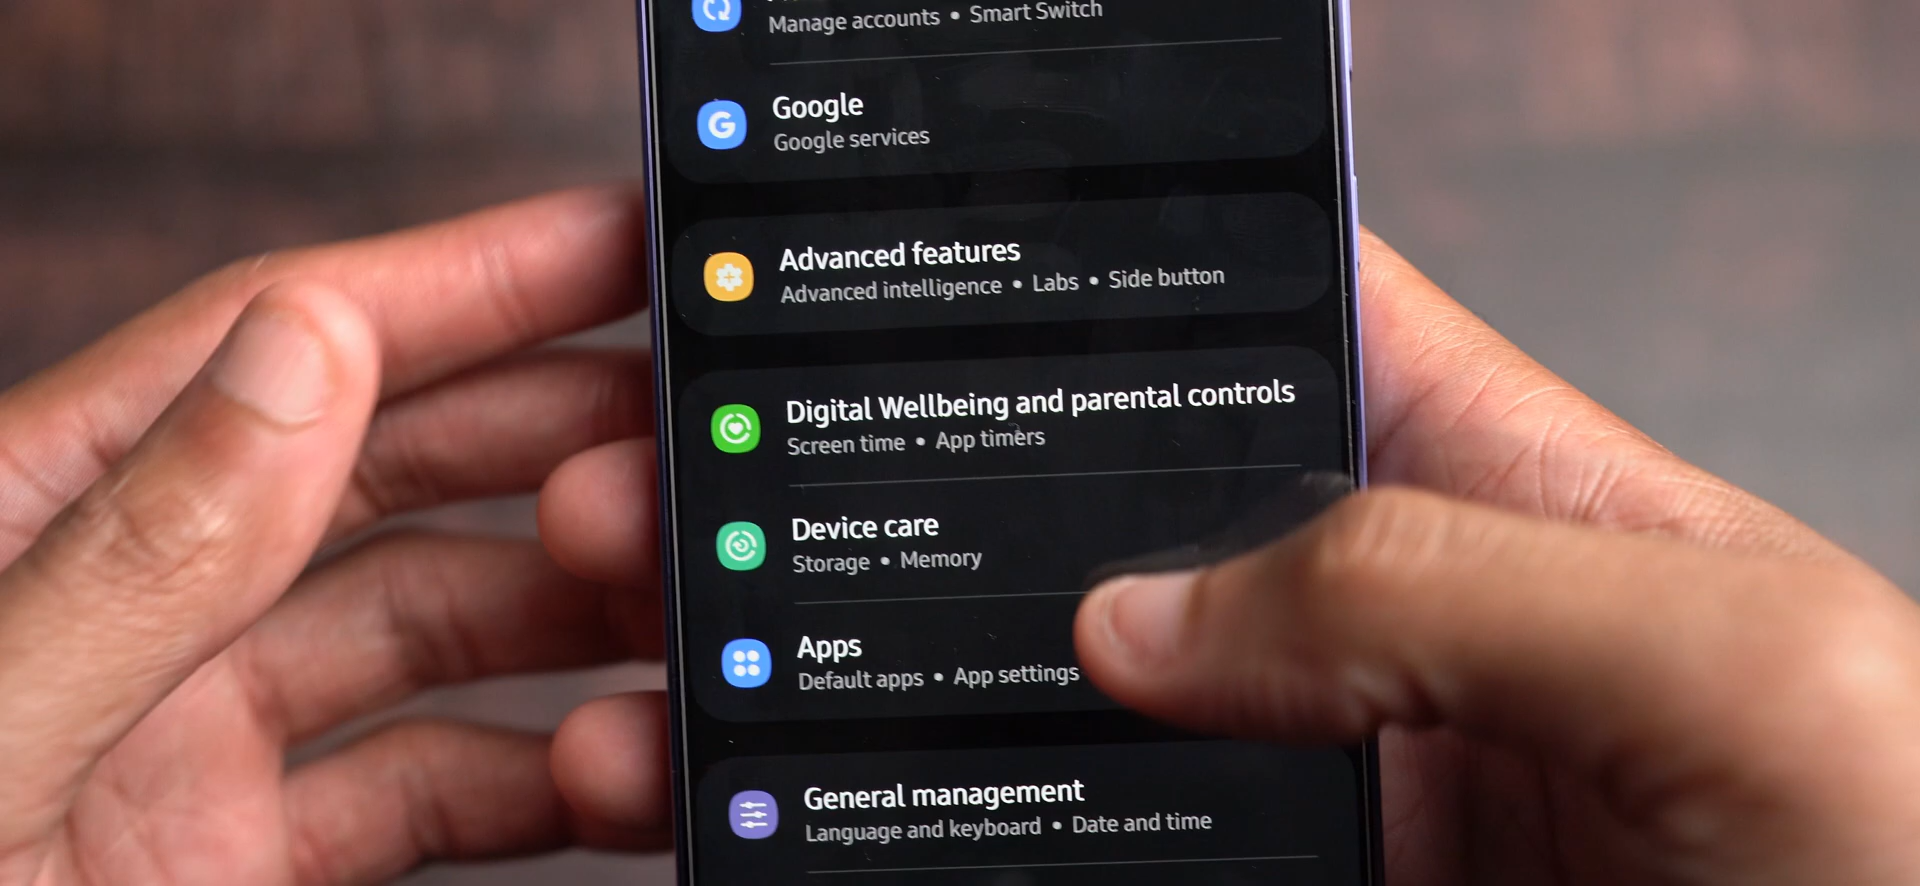 Manage accounts • Smart Switch
Google
Google services
Advanced features
Advanced intelligence • Labs • Side button
Digital Wellbeing and parental controls
Screen time • App timers
Device care
Storage • Memory
Apps
Default apps • App settings
General management
Language and keyboard • Date and time